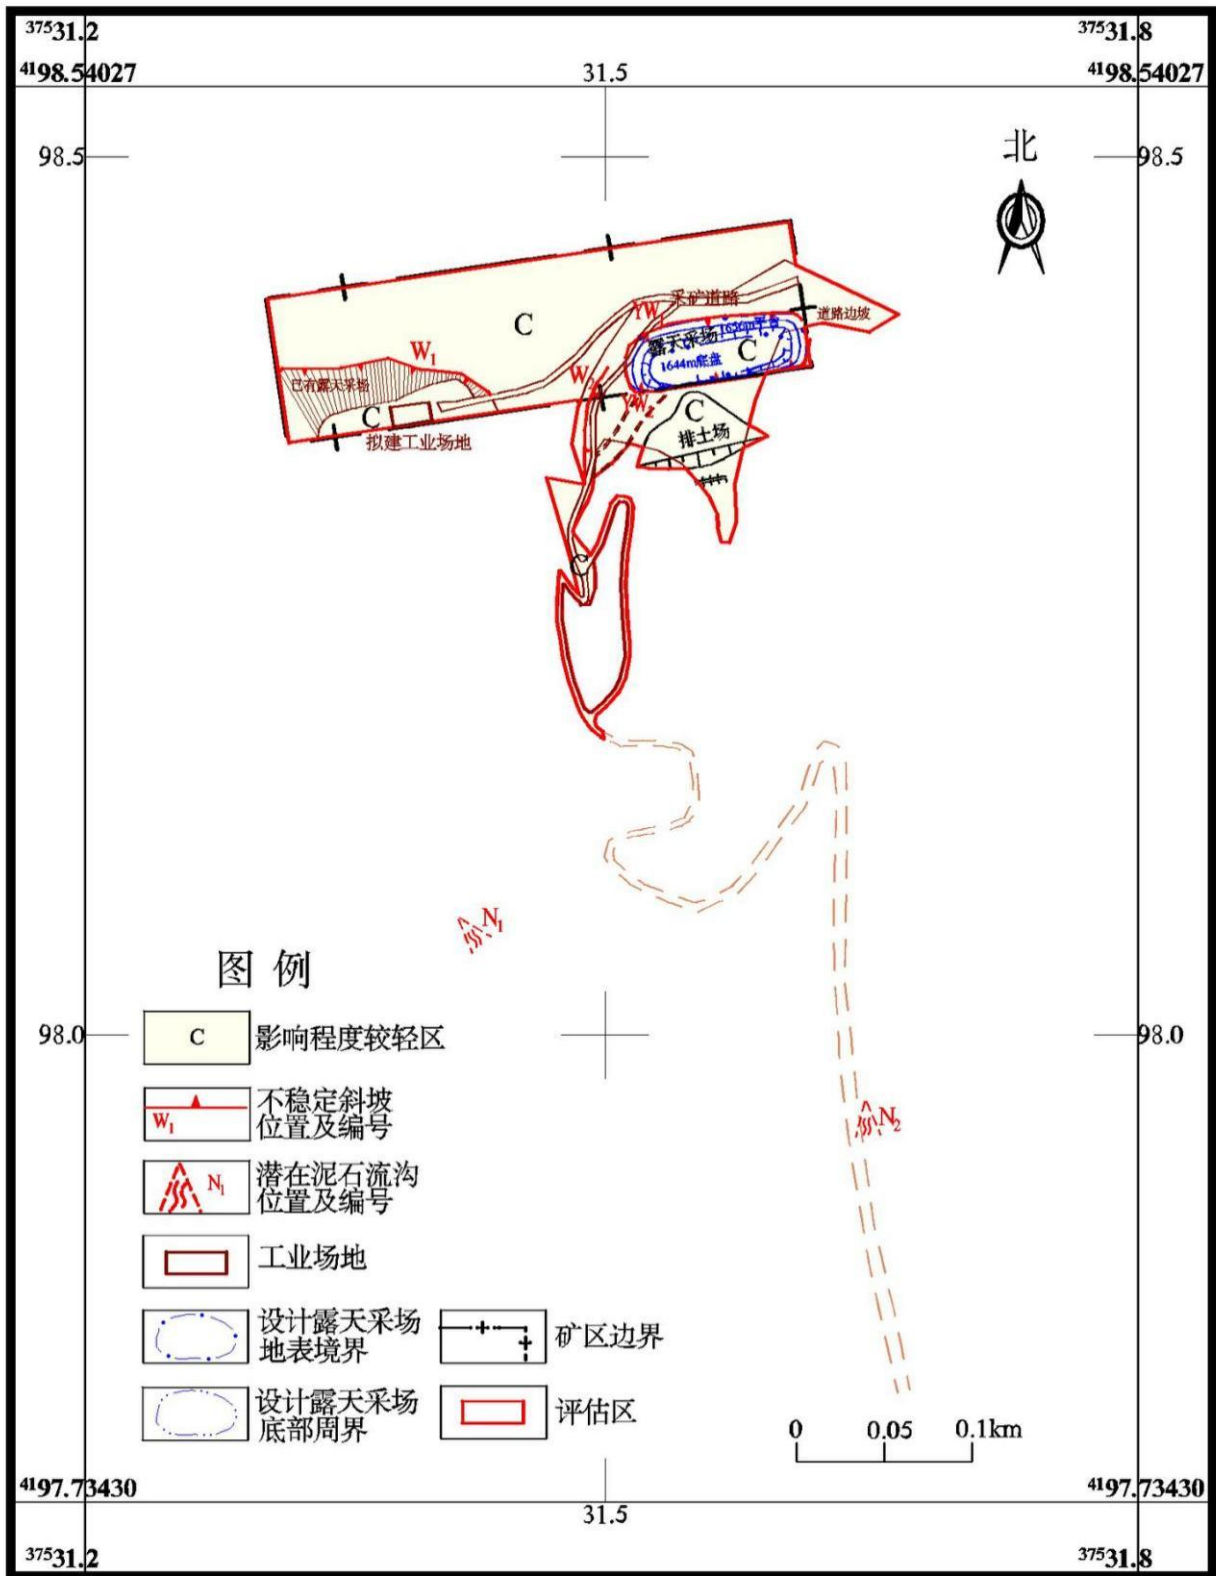 ³⁷⁵31.2
³⁷⁵31.8
⁴¹98.54027
31.5
⁴¹98.54027
98.5
98.5
北
采矿道路
YW₁
道路边坡
1656m平台
露天采场
C
C
1644m底盘
W₁
W₂
已有露天采场
YW₂
C
C
排土场
拟建工业场地
C
N₁
图 例
98.0
98.0
C
影响程度较轻区
W₁
不稳定斜坡
位置及编号
N₂
N₁
潜在泥石流沟
位置及编号
工业场地
设计露天采场
地表境界
矿区边界
设计露天采场
底部周界
评估区
0
0.05
0.1km
⁴¹97.73430
31.5
⁴¹97.73430
³⁷⁵31.2
³⁷⁵31.8